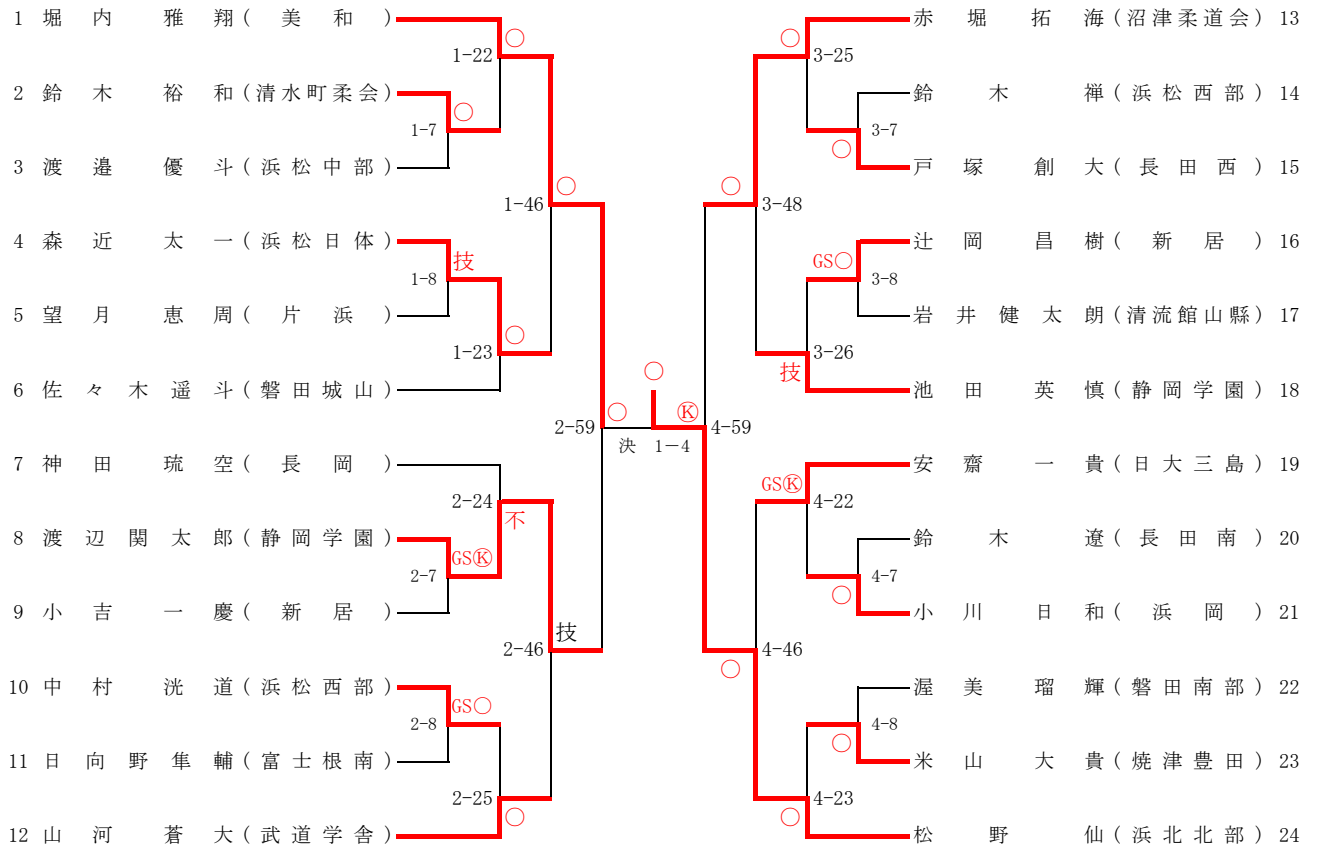 1 堀内雅翔(美和)
赤堀拓海(沼津柔道会) 13
○
○
1-22
3-25
2 鈴木裕和(清水町柔会)
鈴木禅(浜松西部) 14
○
1-7
3-7
○
3 渡邉優斗(浜松中部)
戸塚創大(長田西) 15
○
○
1-46
3-48
4 森近太一(浜松日体)
辻岡昌樹(新居) 16
技
GS○
1-8
3-8
5 望月恵周(片浜)
岩井健太朗(清流館山縣) 17
○
1-23
3-26
技
○
6 佐々木遥斗(磐田城山)
池田英慎(静岡学園) 18
○
Ⓚ
2-59
4-59
決 1-4
7 神田琉空(長岡)
安齋一貴(日大三島) 19
GSⓀ
2-24
4-22
不
8 渡辺関太郎(静岡学園)
鈴木遼(長田南) 20
GSⓀ
2-7
4-7
○
9 小吉一慶(新居)
小川日和(浜岡) 21
技
2-46
4-46
○
10 中村洸道(浜松西部)
渥美瑠輝(磐田南部) 22
GS○
2-8
4-8
○
11 日向野隼輔(富士根南)
米山大貴(焼津豊田) 23
2-25
4-23
○
○
12 山河蒼大(武道学舎)
松野仙(浜北北部) 24